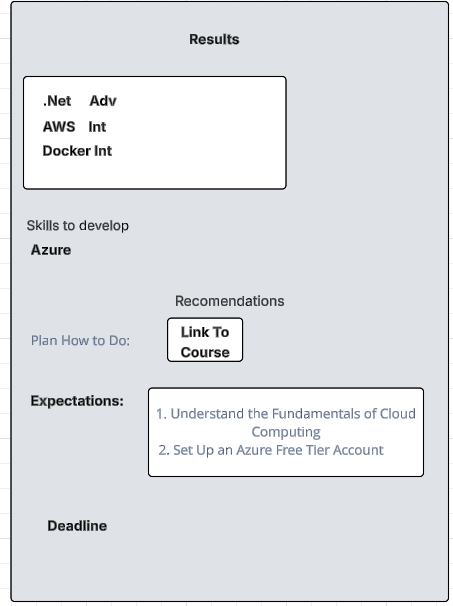 Results
.Net Adv
AWS Int
Docker Int
Skills to develop
Azure
Recomendations
Plan How to Do:
Link To
Course
Expectations:
1. Understand the Fundamentals of Cloud
Computing
2. Set Up an Azure Free Tier Account
Deadline